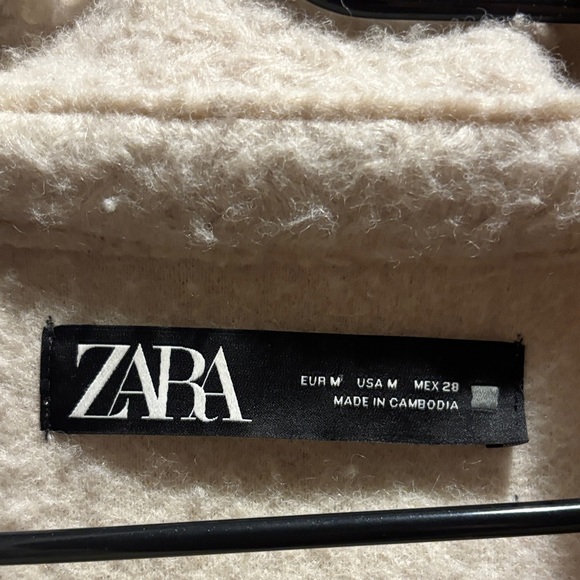 ZARA
EUR M USA M MEX 28
MADE IN CAMBODIA